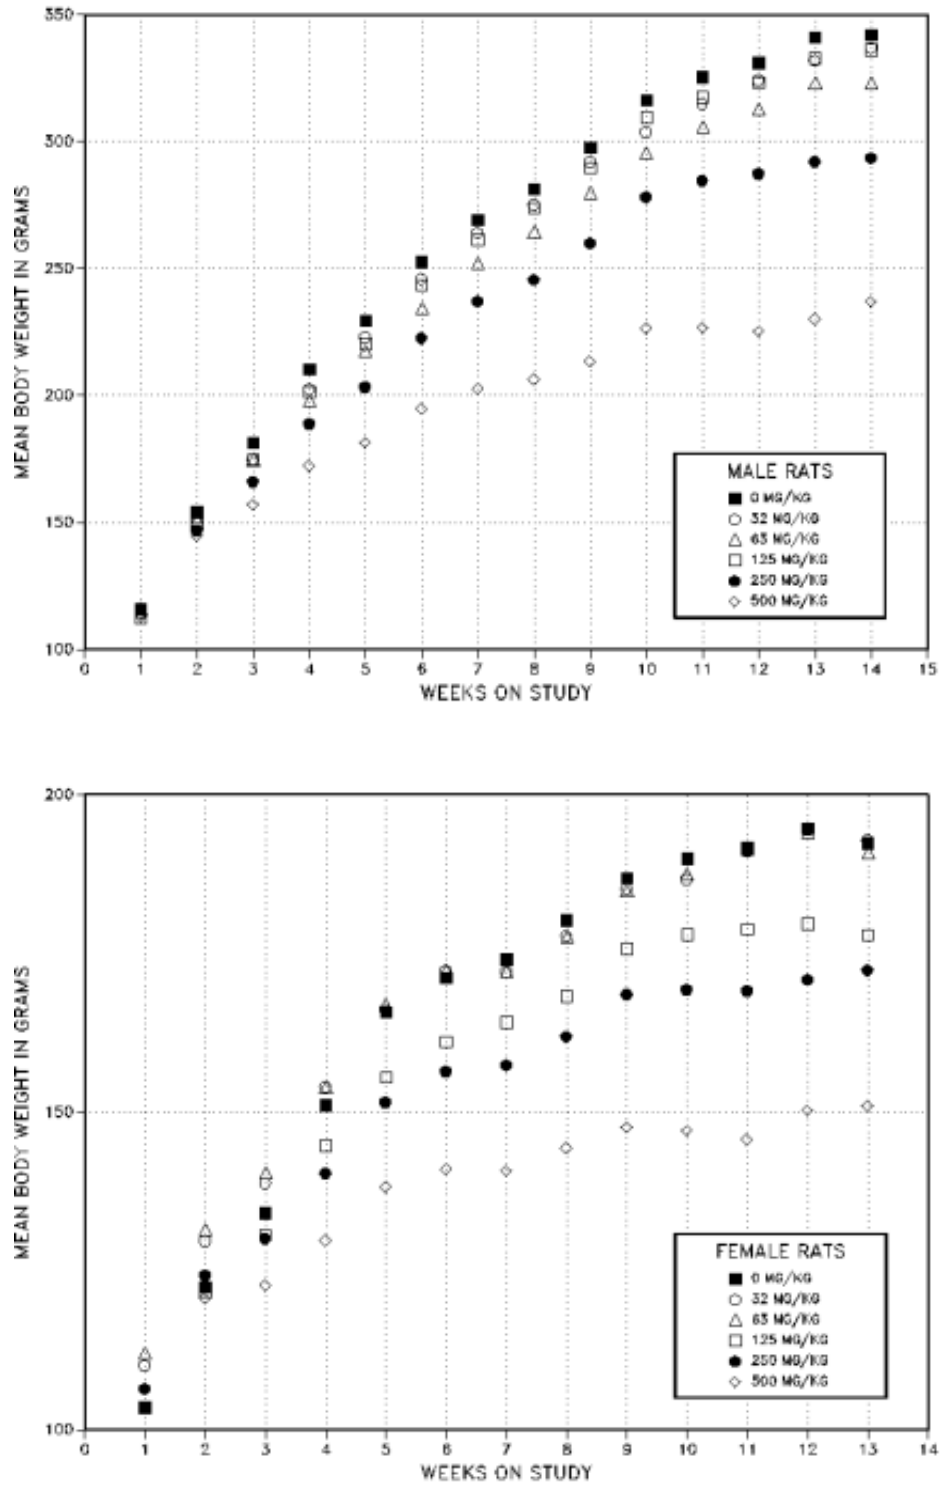 MEAN BODY WEIGHT IN GRAMS
350
300
250
200
150
100
0 1 2 3 4 5 6 7 8 9 10 11 12 13 14 15
WEEKS ON STUDY
MALE RATS
0 MG/KG
32 MG/KG
63 MG/KG
125 MG/KG
250 MG/KG
500 MG/KG
MEAN BODY WEIGHT IN GRAMS
200
150
100
0 1 2 3 4 5 6 7 8 9 10 11 12 13 14
WEEKS ON STUDY
FEMALE RATS
0 MG/KG
32 MG/KG
63 MG/KG
125 MG/KG
250 MG/KG
500 MG/KG